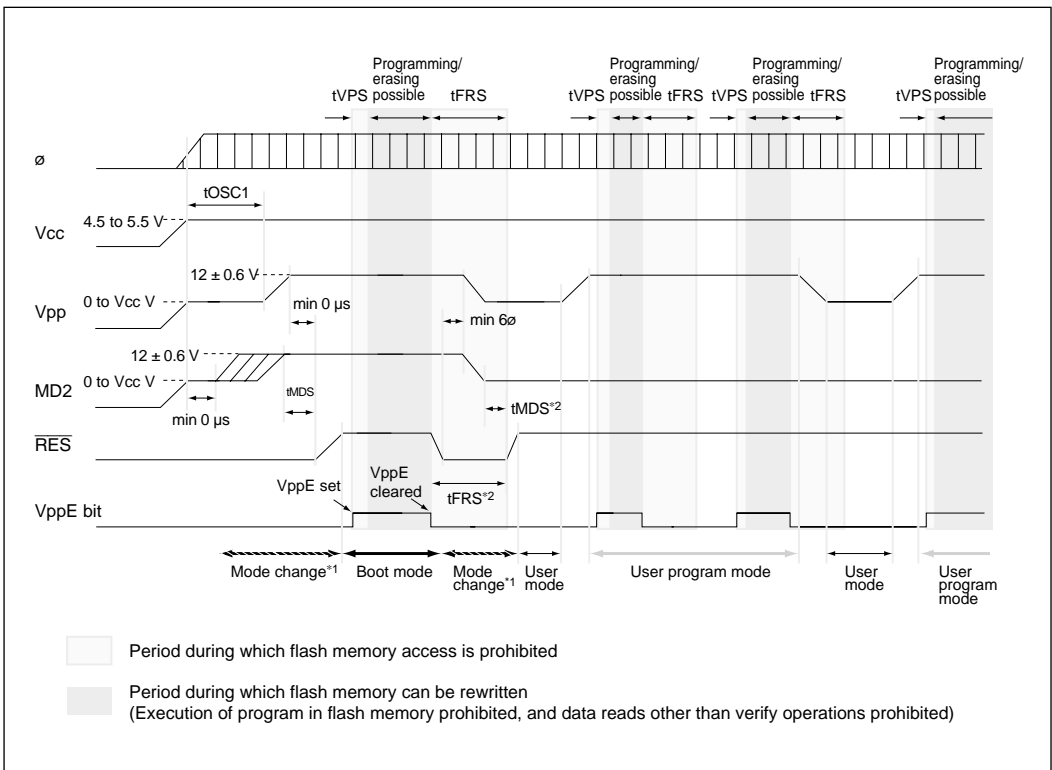 Programming/ erasing possible
Programming/ erasing possible
Programming/ erasing possible
Programming/ erasing possible
tVPS
tFRS
tVPS
tFRS
tVPS
tFRS
tVPS
ø
tOSC1
4.5 to 5.5 V
Vcc
12 ± 0.6 V
0 to Vcc V
Vpp
min 0 µs
min 6ø
12 ± 0.6 V
0 to Vcc V
MD2
tMDS
min 0 µs
tMDS*2
RES
VppE set
VppE cleared
tFRS*2
VppE bit
Mode change*1
Boot mode
Mode change*1
User mode
User program mode
User mode
User program mode
Period during which flash memory access is prohibited
Period during which flash memory can be rewritten
(Execution of program in flash memory prohibited, and data reads other than verify operations prohibited)